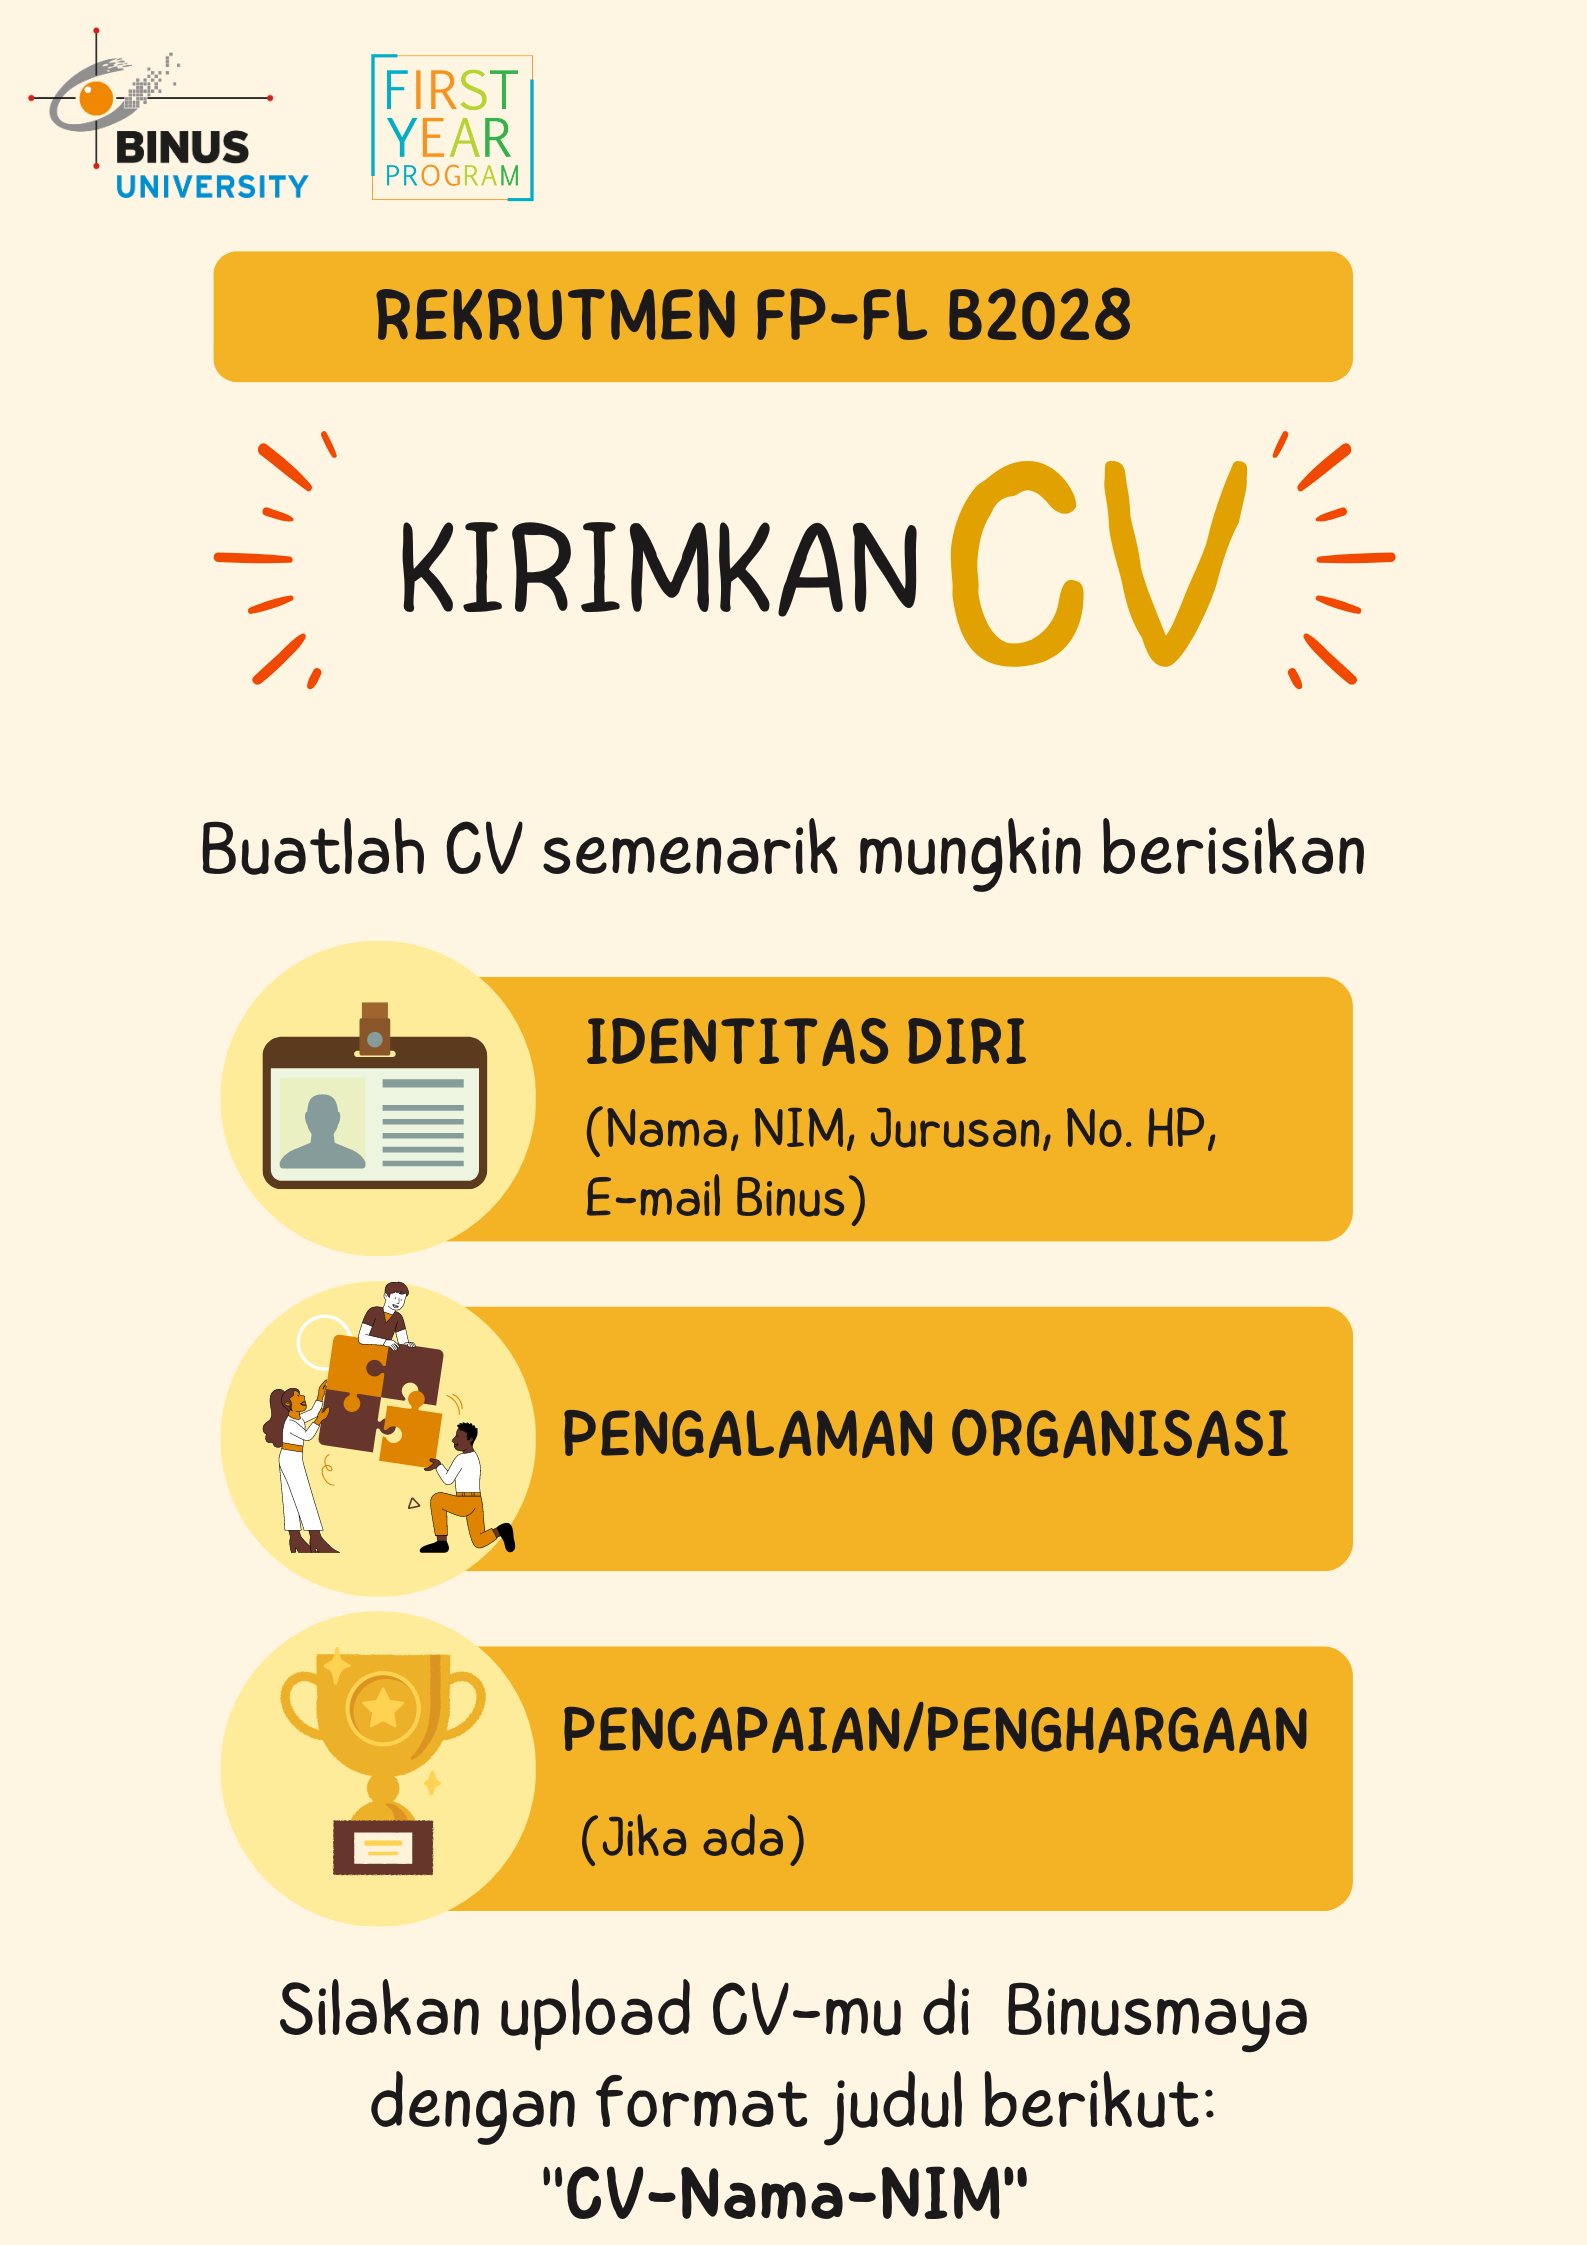 BINUS
UNIVERSITY
FIRST
YEAR
PROGRAM
REKRUTMEN FP-FL B2028
KIRIMKAN CV
Buatlah CV semenarik mungkin berisikan
IDENTITAS DIRI
(Nama, NIM, Jurusan, No. HP,
E-mail Binus)
PENGALAMAN ORGANISASI
PENCAPAIAN/PENGHARGAAN
(Jika ada)
Silakan upload CV-mu di Binusmaya
dengan format judul berikut:
"CV-Nama-NIM"